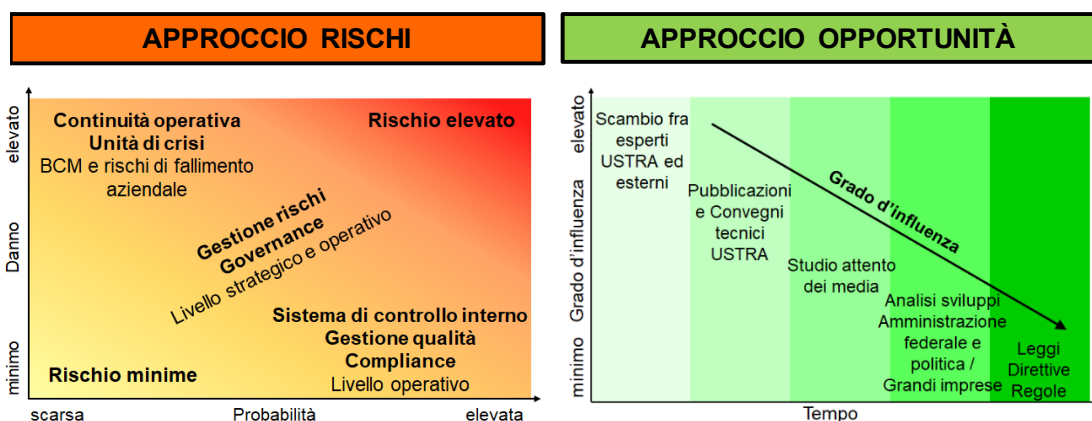 APPROCCIO RISCHI
elevato
Danno
minimo
Continuità operativa
Unità di crisi
BCM e rischi di fallimento
aziendale
Rischio elevato
Gestione rischi
Governance
Livello strategico e operativo
Sistema di controllo interno
Gestione qualità
Compliance
Livello operativo
Rischio minime
scarsa
Probabilità
elevata
APPROCCIO OPPORTUNITÀ
elevato
Grado d'influenza
minimo
Scambio fra
esperti
USTRA ed
esterni
Pubblicazioni
e Convegni
tecnici
USTRA
Grado d'influenza
Studio attento
dei media
Analisi sviluppi
Amministrazione
federale e
politica /
Grandi imprese
Leggi
Direttive
Regole
Tempo